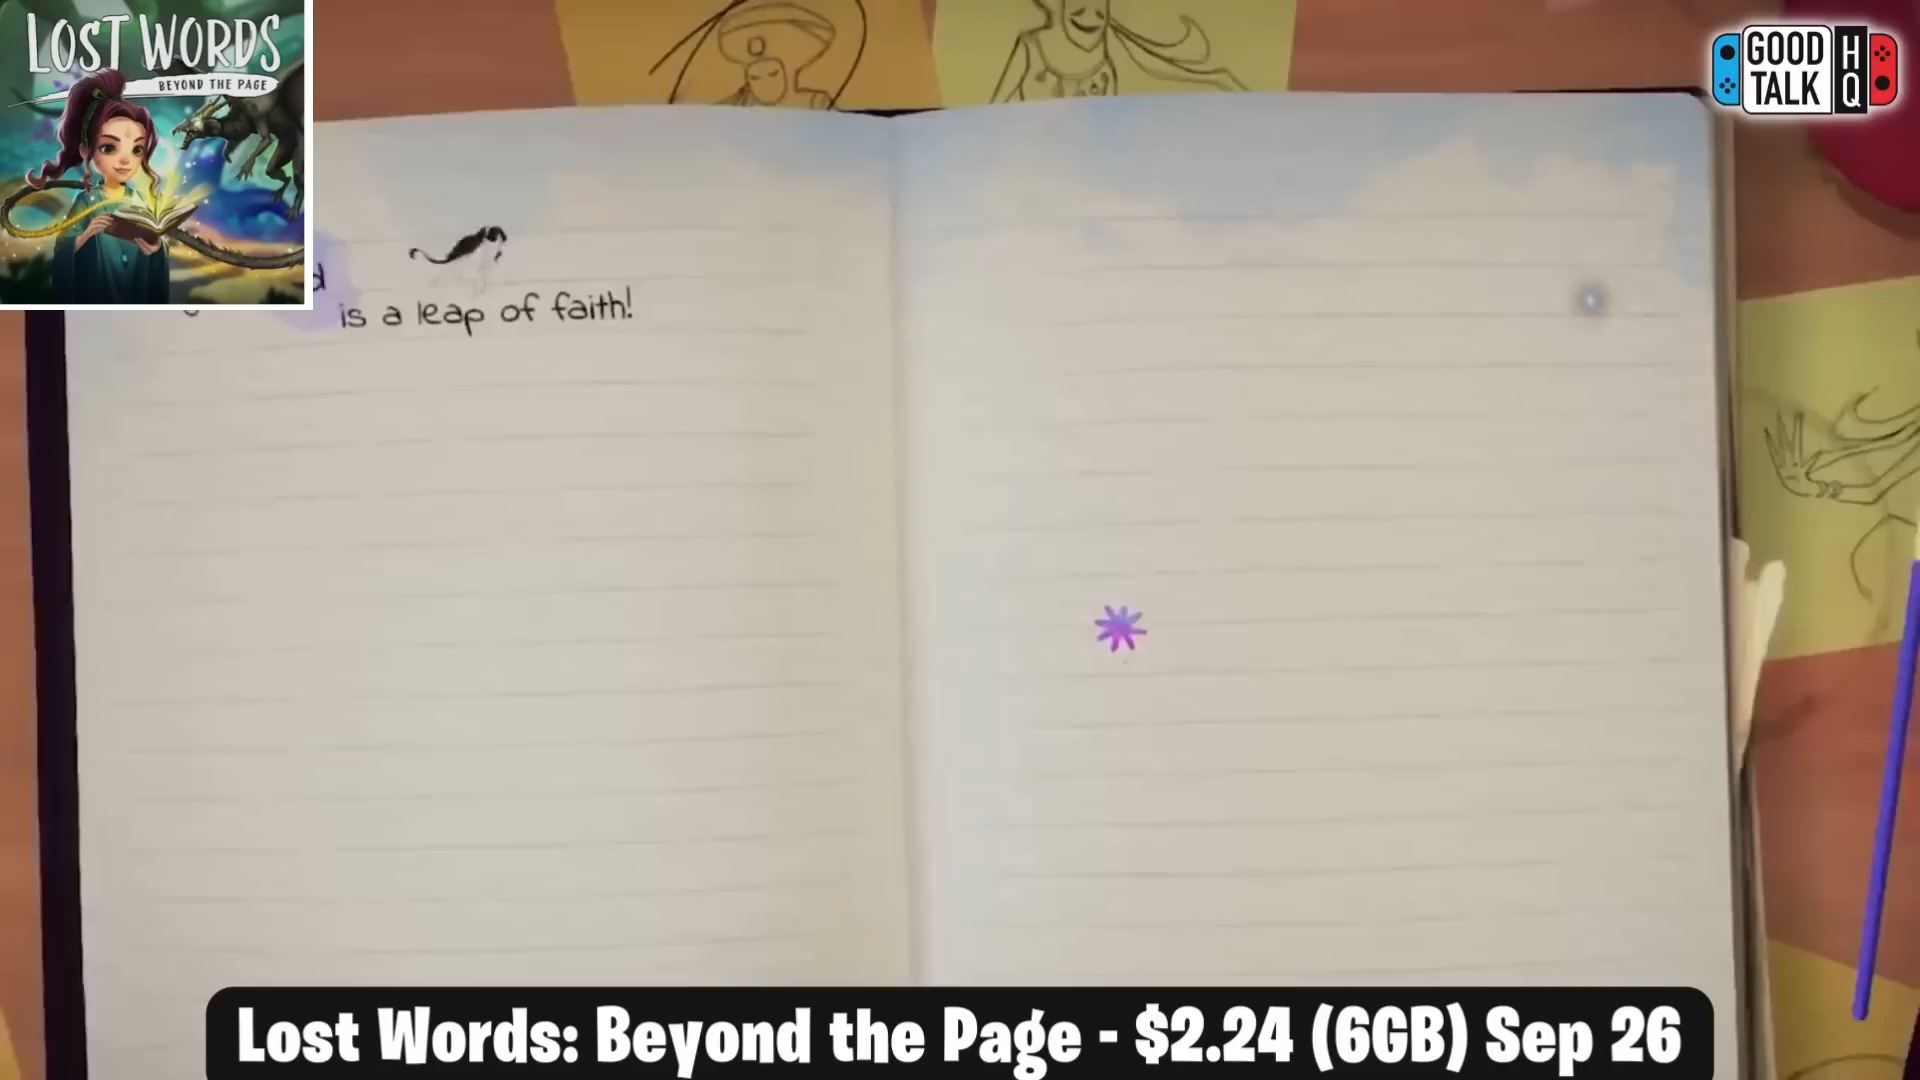 LOST WORDS
BEYOND THE PAGE
GOOD
TALK
HQ
is a leap of faith!
Lost Words: Beyond the Page - $2.24 (6GB) Sep 26